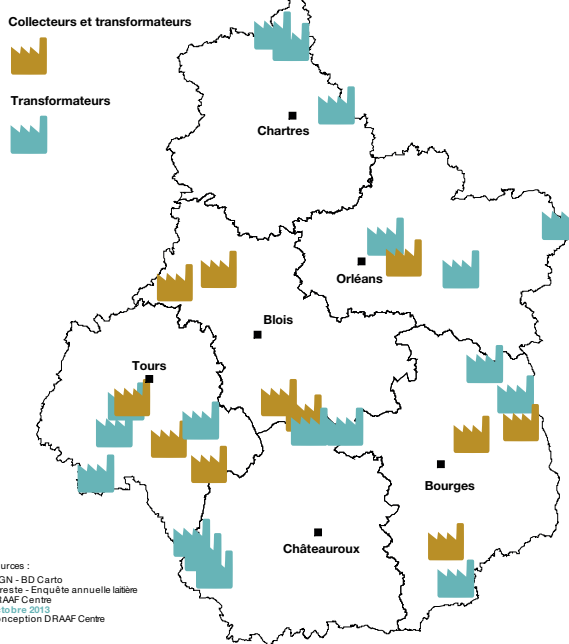 Collecteurs et transformateurs
Transformateurs
Chartres
Orléans
Blois
Tours
Bourges
Châteauroux
urces :
GN - BD Carto
reste - Enquête annuelle laitière
RAAF Centre
ctobre 2013
onception DRAAF Centre